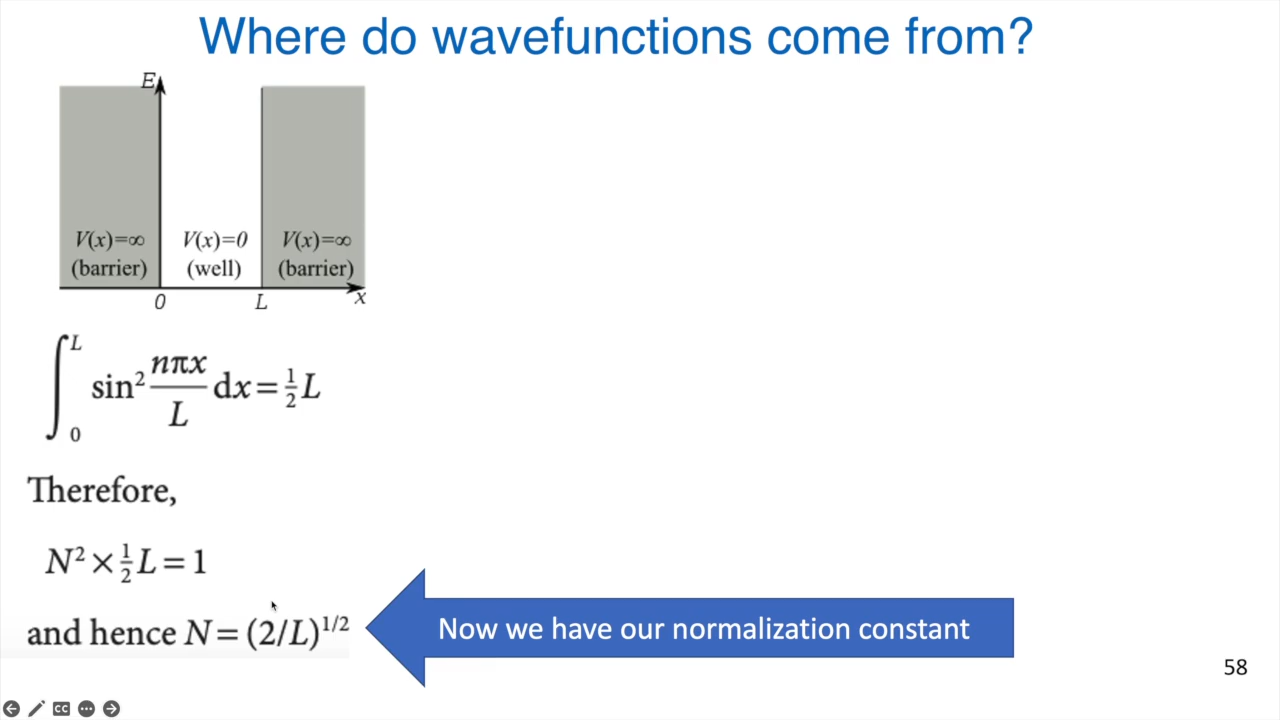 Where do wavefunctions come from?
E
V(x)=∞ V(x)=0 V(x)=∞
(barrier) (well) (barrier)
0 L x
∫₀ᴸ sin² nπx/L dx = ½L
Therefore,
N² × ½L = 1
and hence N = (2/L)^1/2
Now we have our normalization constant
58
CC